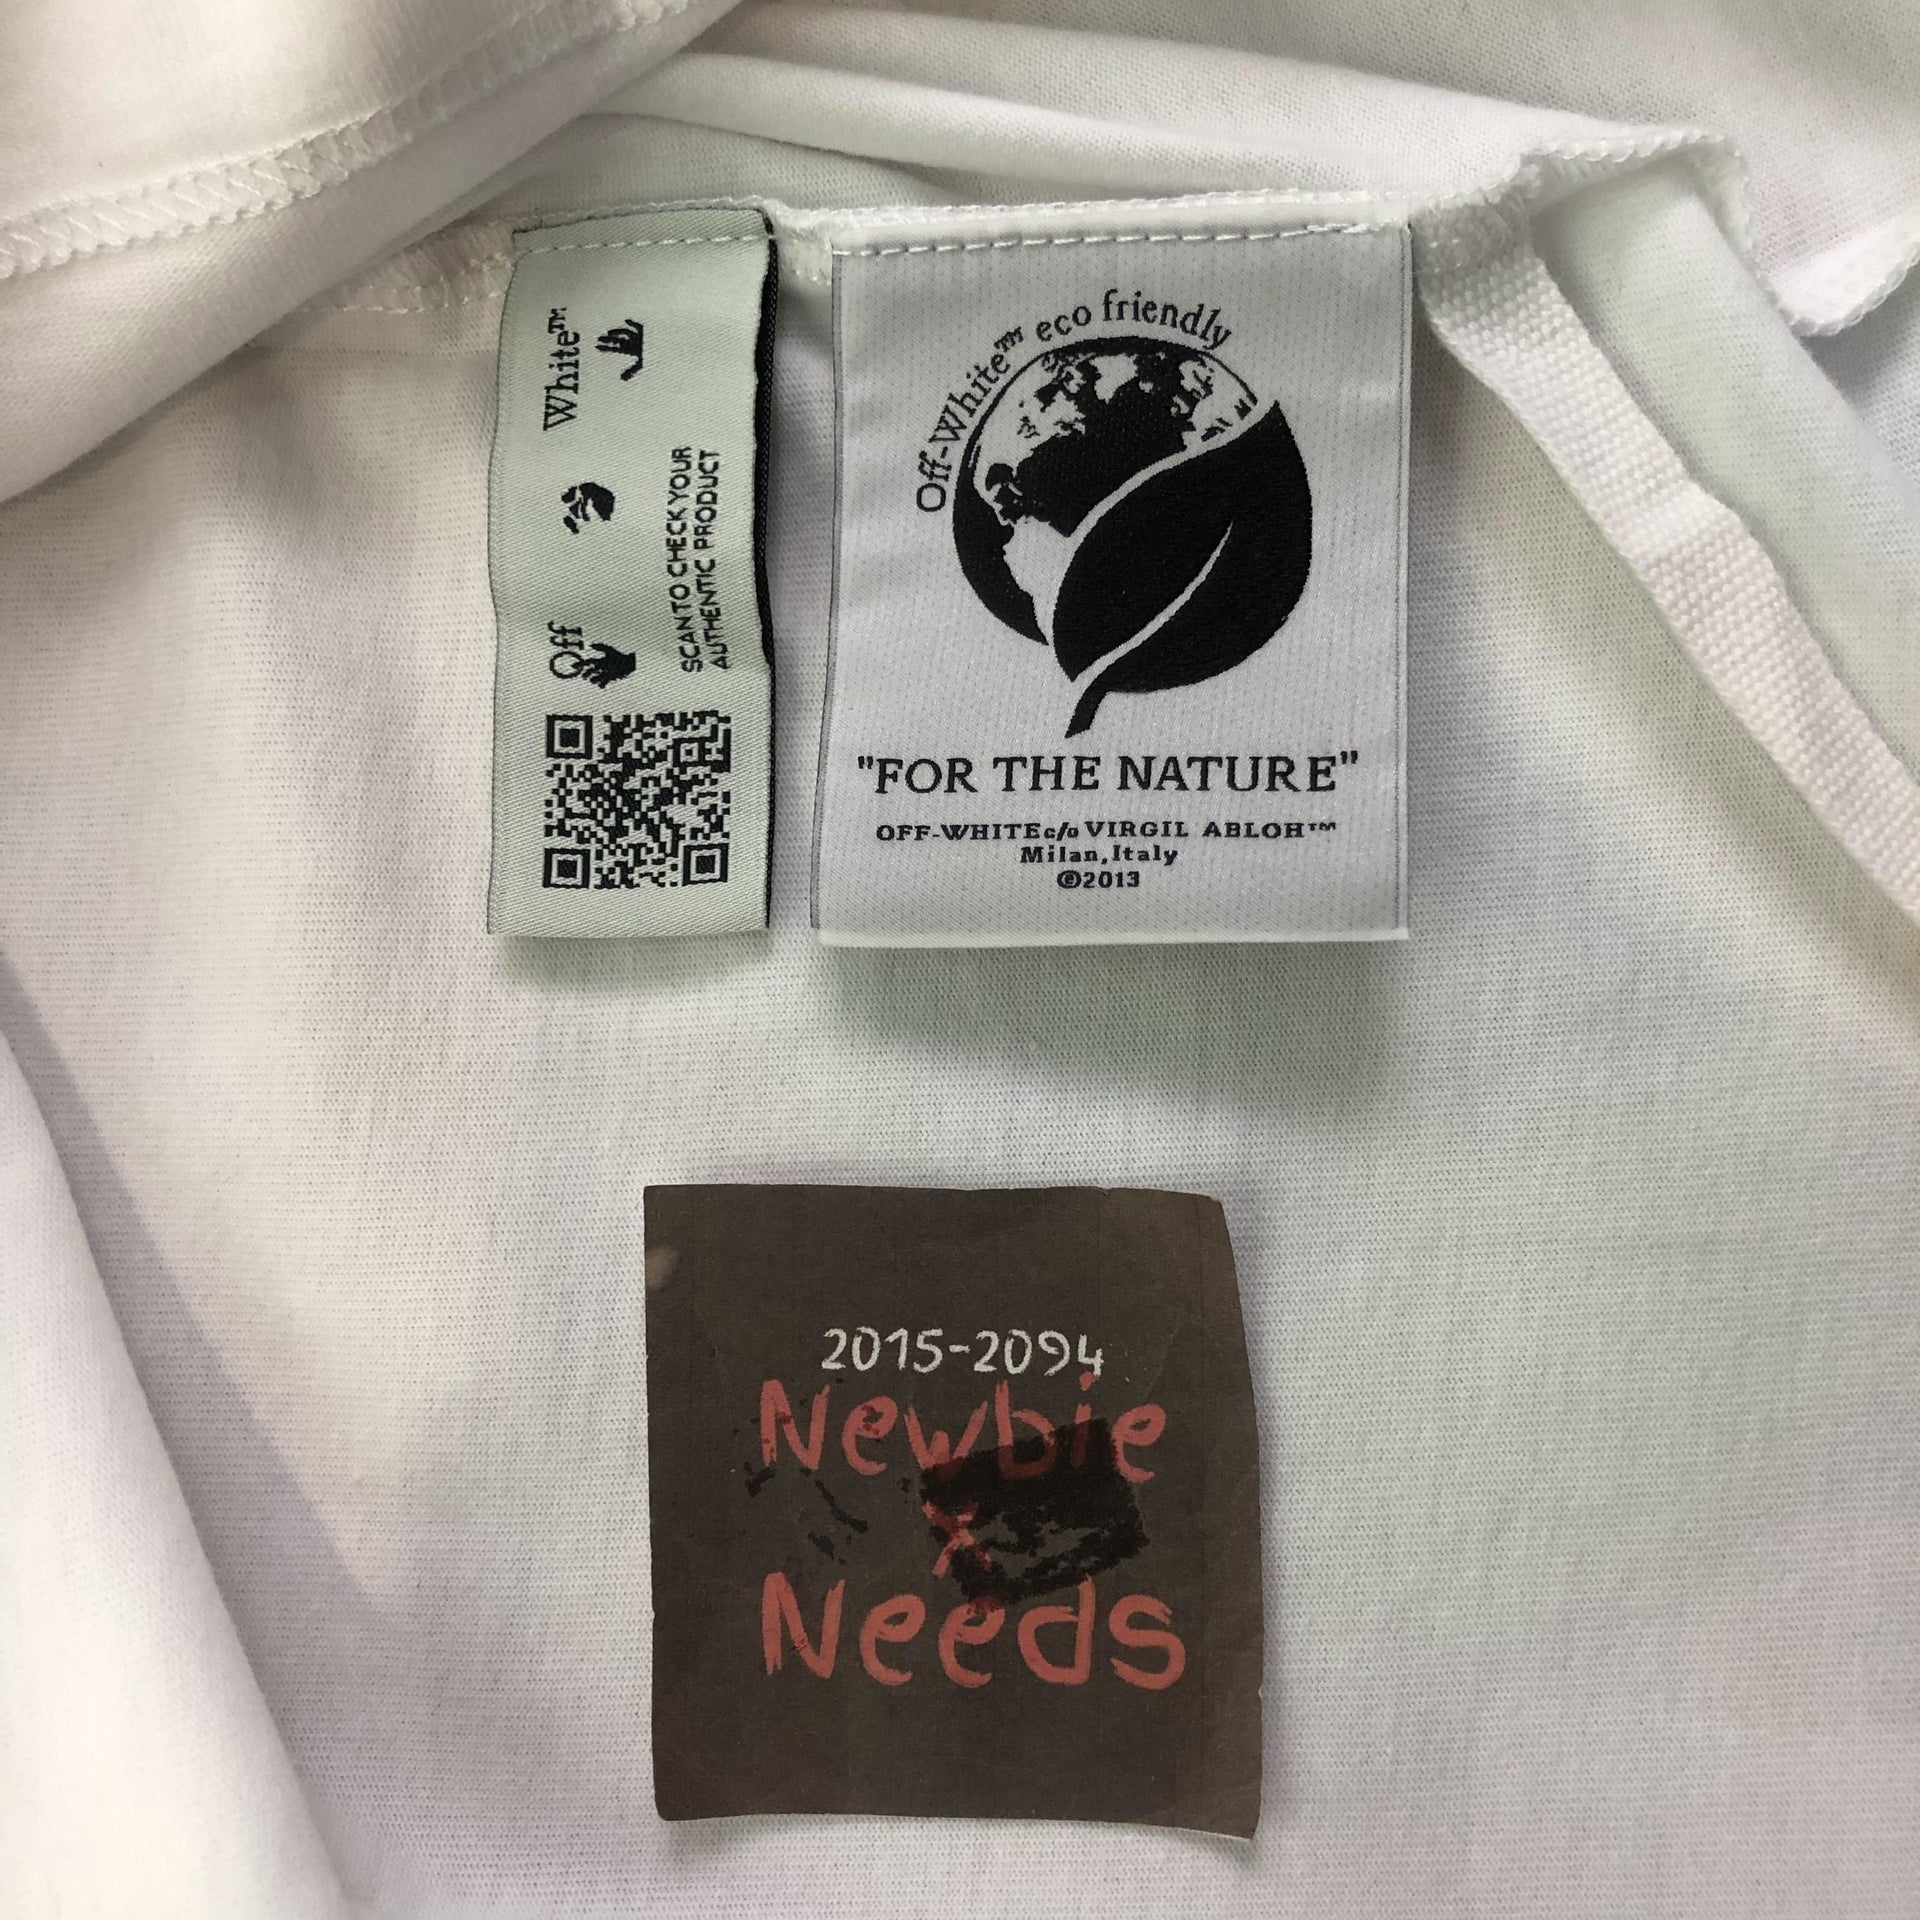 Off White™
SCAN TO CHECK YOUR
AUTHENTIC PRODUCT
Off-White™ eco friendly
"FOR THE NATURE"
OFF-WHITE c/o VIRGIL ABLOH™
Milan, Italy
©2013
2015-2094
Newbie
x
Needs